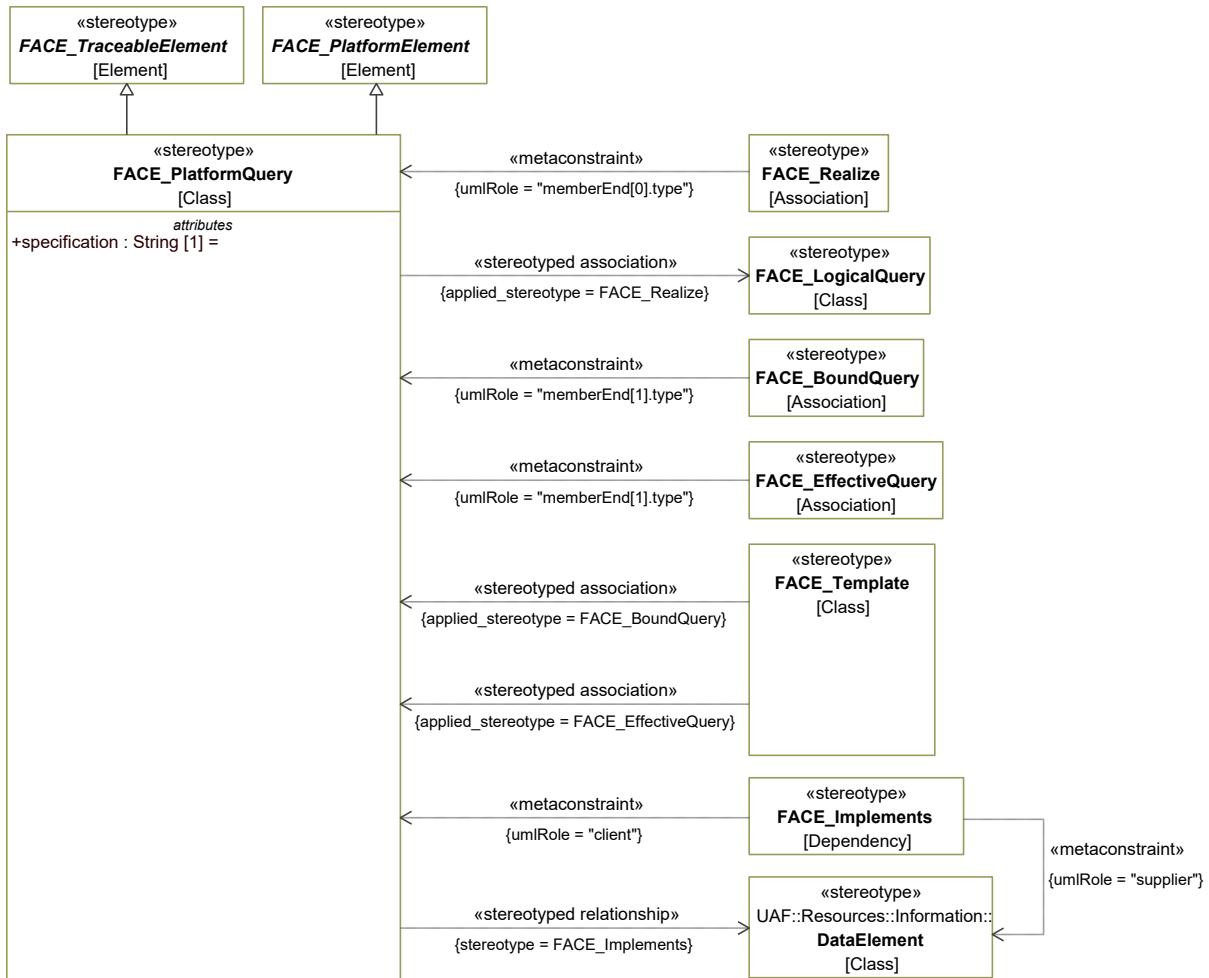 «stereotype»
FACE_TraceableElement
[Element]
«stereotype»
FACE_PlatformElement
[Element]
«stereotype»
FACE_PlatformQuery
[Class]
attributes
+specification : String [1] =
«metaconstraint»
{umlRole = "memberEnd[0].type"}
«stereotype»
FACE_Realize
[Association]
«stereotyped association»
{applied_stereotype = FACE_Realize}
«stereotype»
FACE_LogicalQuery
[Class]
«metaconstraint»
{umlRole = "memberEnd[1].type"}
«stereotype»
FACE_BoundQuery
[Association]
«metaconstraint»
{umlRole = "memberEnd[1].type"}
«stereotype»
FACE_EffectiveQuery
[Association]
«stereotyped association»
{applied_stereotype = FACE_BoundQuery}
«stereotype»
FACE_Template
[Class]
«stereotyped association»
{applied_stereotype = FACE_EffectiveQuery}
«metaconstraint»
{umlRole = "client"}
«stereotype»
FACE_Implements
[Dependency]
«metaconstraint»
{umlRole = "supplier"}
«stereotyped relationship»
{stereotype = FACE_Implements}
«stereotype»
UAF::Resources::Information::
DataElement
[Class]